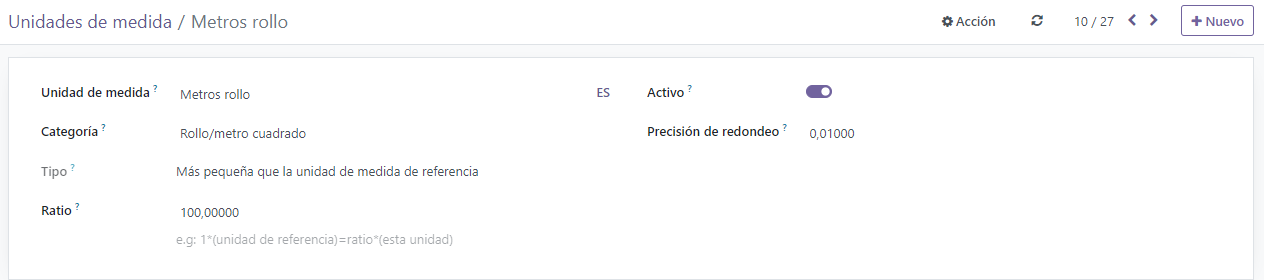 Unidades de medida / Metros rollo
Acción
10 / 27
+ Nuevo
Unidad de medida ? Metros rollo ES
Activo ?
Categoría ? Rollo/metro cuadrado
Precisión de redondeo ? 0,01000
Tipo ? Más pequeña que la unidad de medida de referencia
Ratio ? 100,00000
e.g: 1*(unidad de referencia)=ratio*(esta unidad)